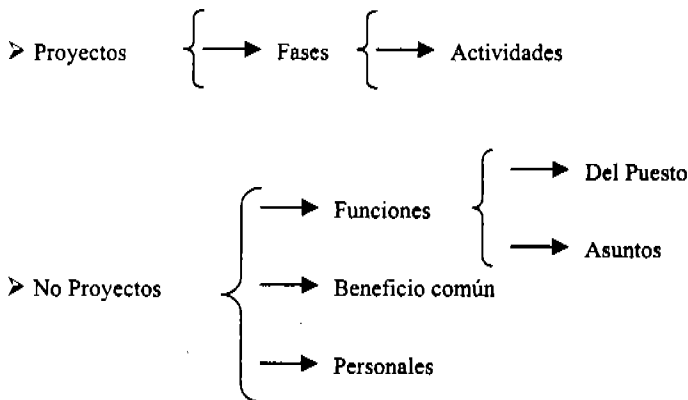 ➢ Proyectos { → Fases { → Actividades
→ Del Puesto
→ Funciones {
→ Asuntos
➢ No Proyectos { → Beneficio común
→ Personales